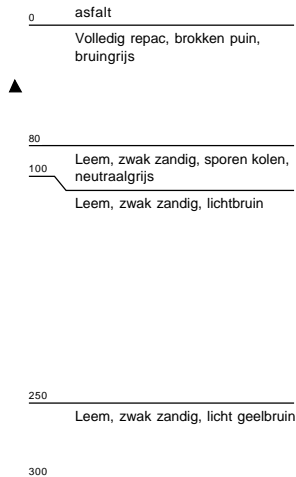 asfalt
0
Volledig repac, brokken puin,
bruingrijs
80
Leem, zwak zandig, sporen kolen,
neutraalgrijs
100
Leem, zwak zandig, lichtbruin
250
Leem, zwak zandig, licht geelbruin
300